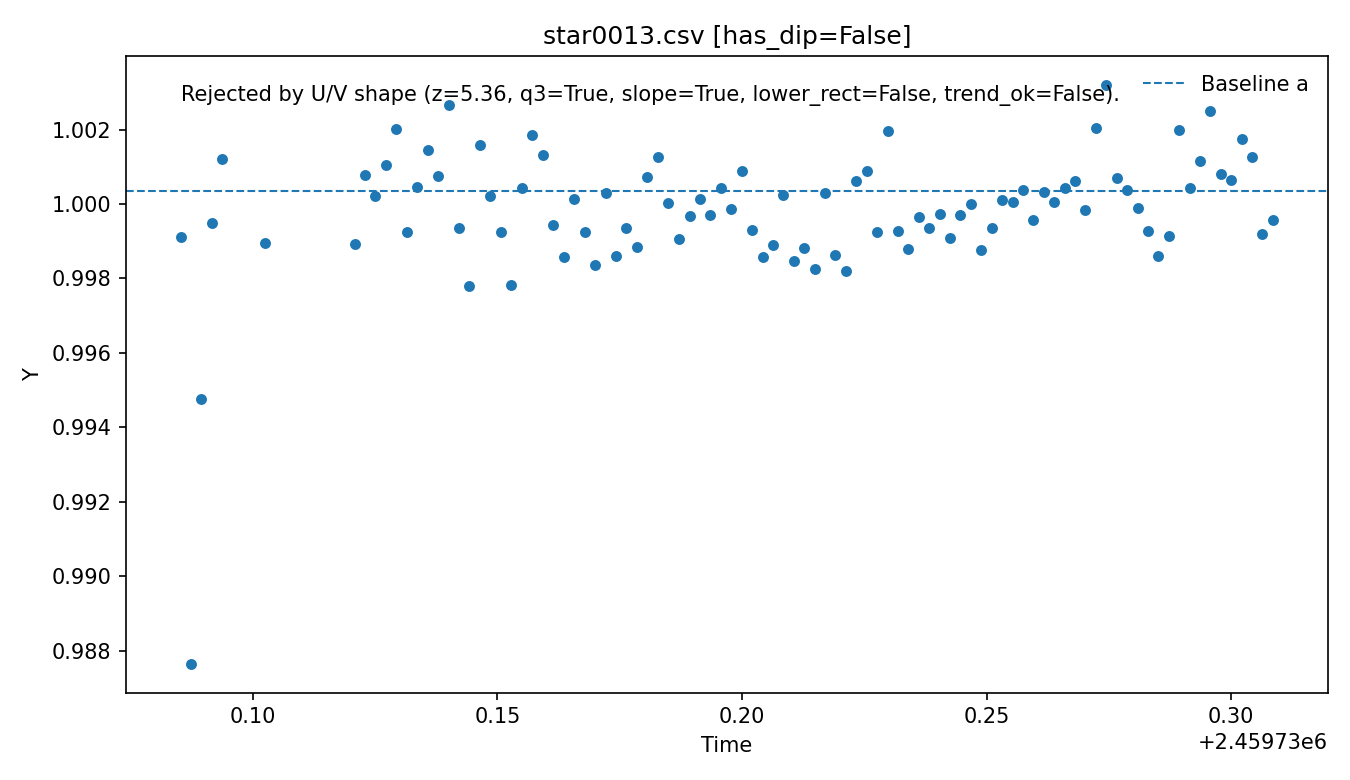 star0013.csv [has_dip=False]
Rejected by U/V shape (z=5.36, q3=True, slope=True, lower_rect=False, trend_ok=False).
Baseline a
1.002
1.000
0.998
0.996
0.994
0.992
0.990
0.988
Y
0.10 0.15 0.20 0.25 0.30
Time
+2.45973e6